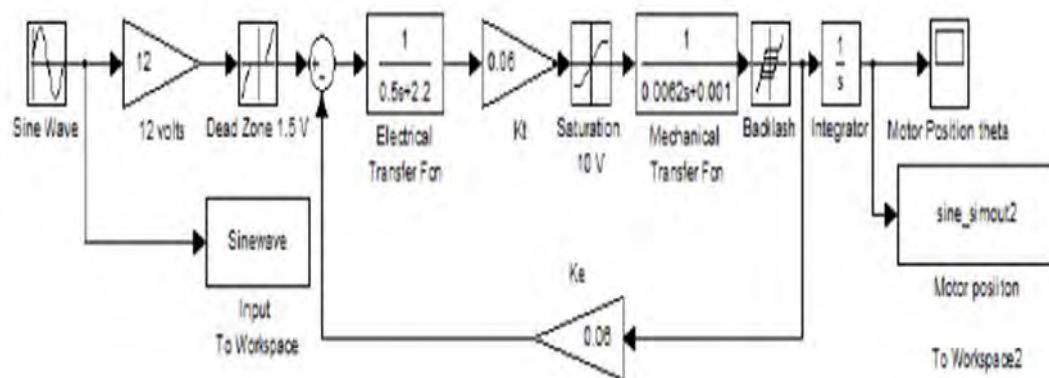 12
1
0.5s+2.2
0.06
1
0.0062s+0.001
1
s
Sine Wave
12 volts
Dead Zone 1.5 V
Electrical
Transfer Fcn
Kt
Saturation
10 V
Mechanical
Transfer Fcn
Backlash
Integrator
Motor Position theta
Sinewave
Input
To Workspace
sine_simout2
Motor posiiton
To Workspace2
Ke
0.06